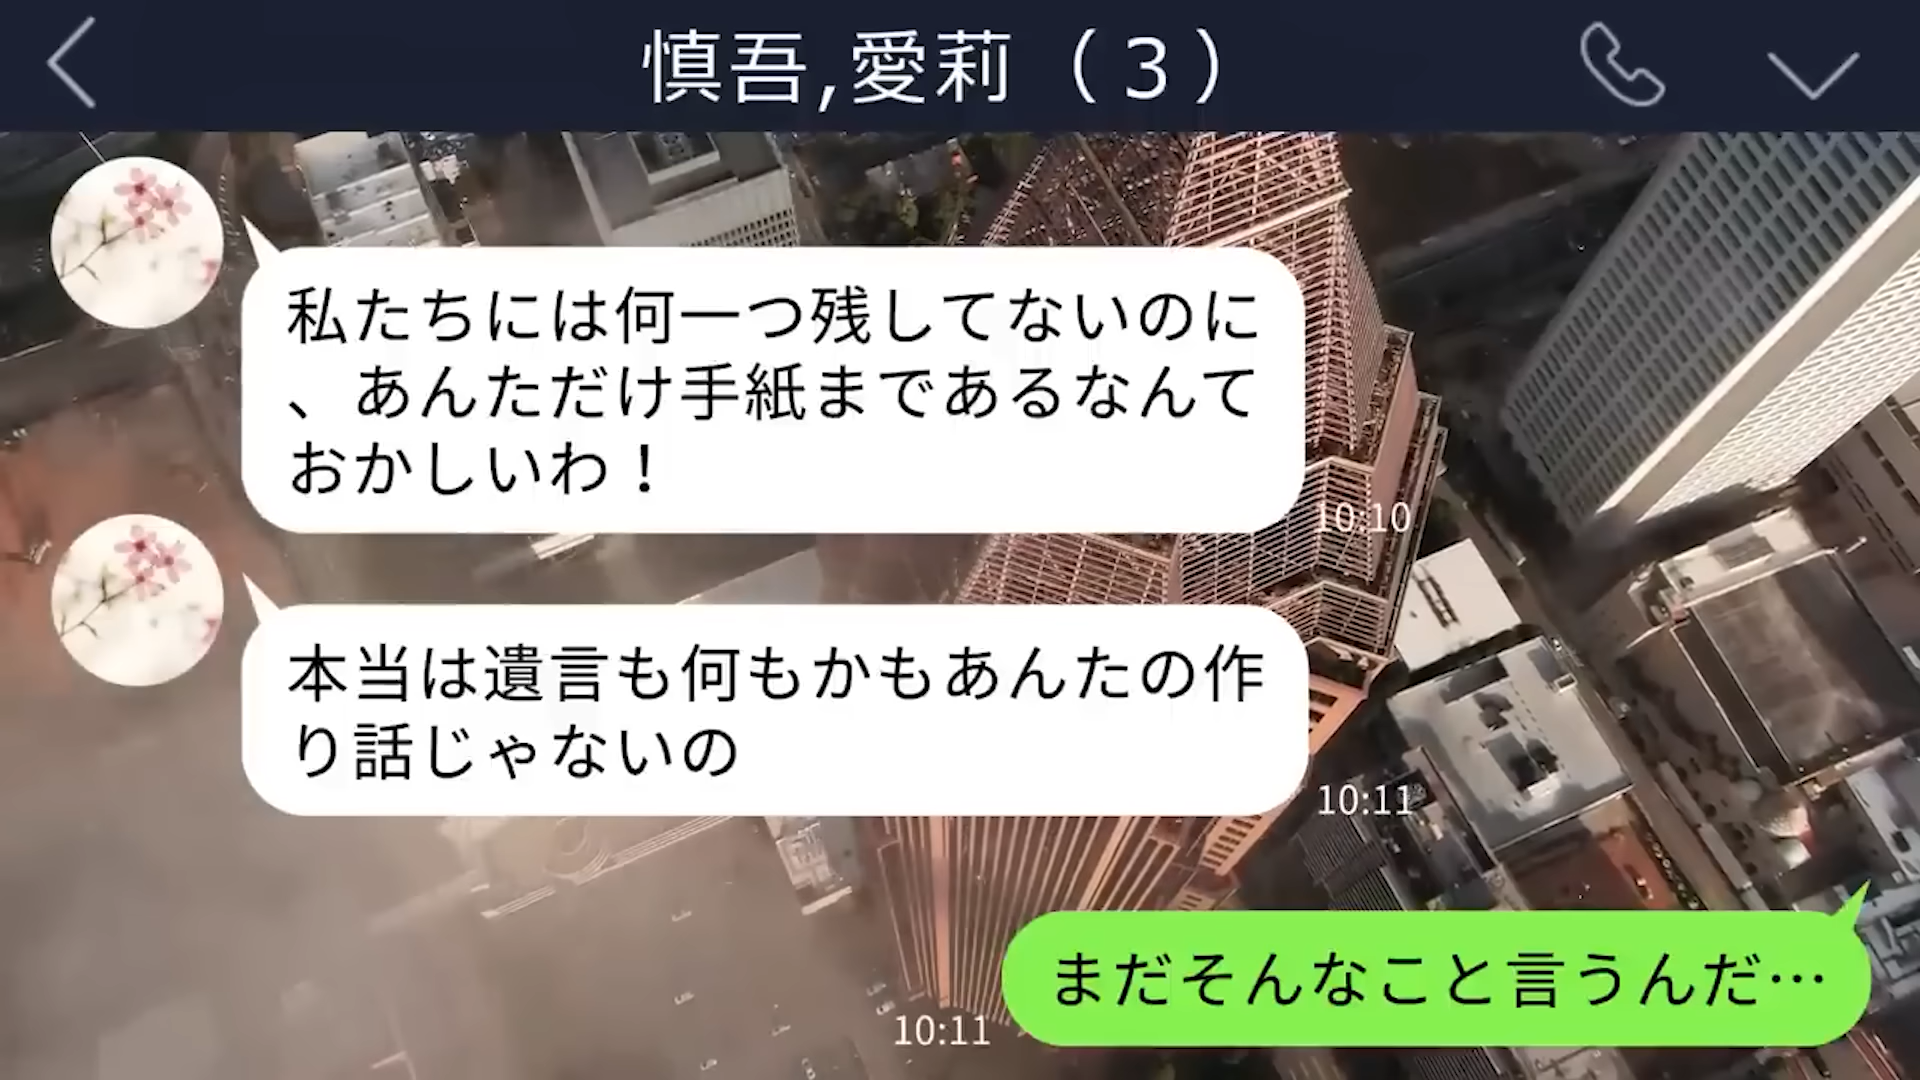 慎吾,愛莉（3）
私たちには何一つ残してないのに
、あんただけ手紙まであるなんて
おかしいわ！
10:10
本当は遺言も何もかもあんたの作
り話じゃないの
10:11
まだそんなこと言うんだ…
10:11